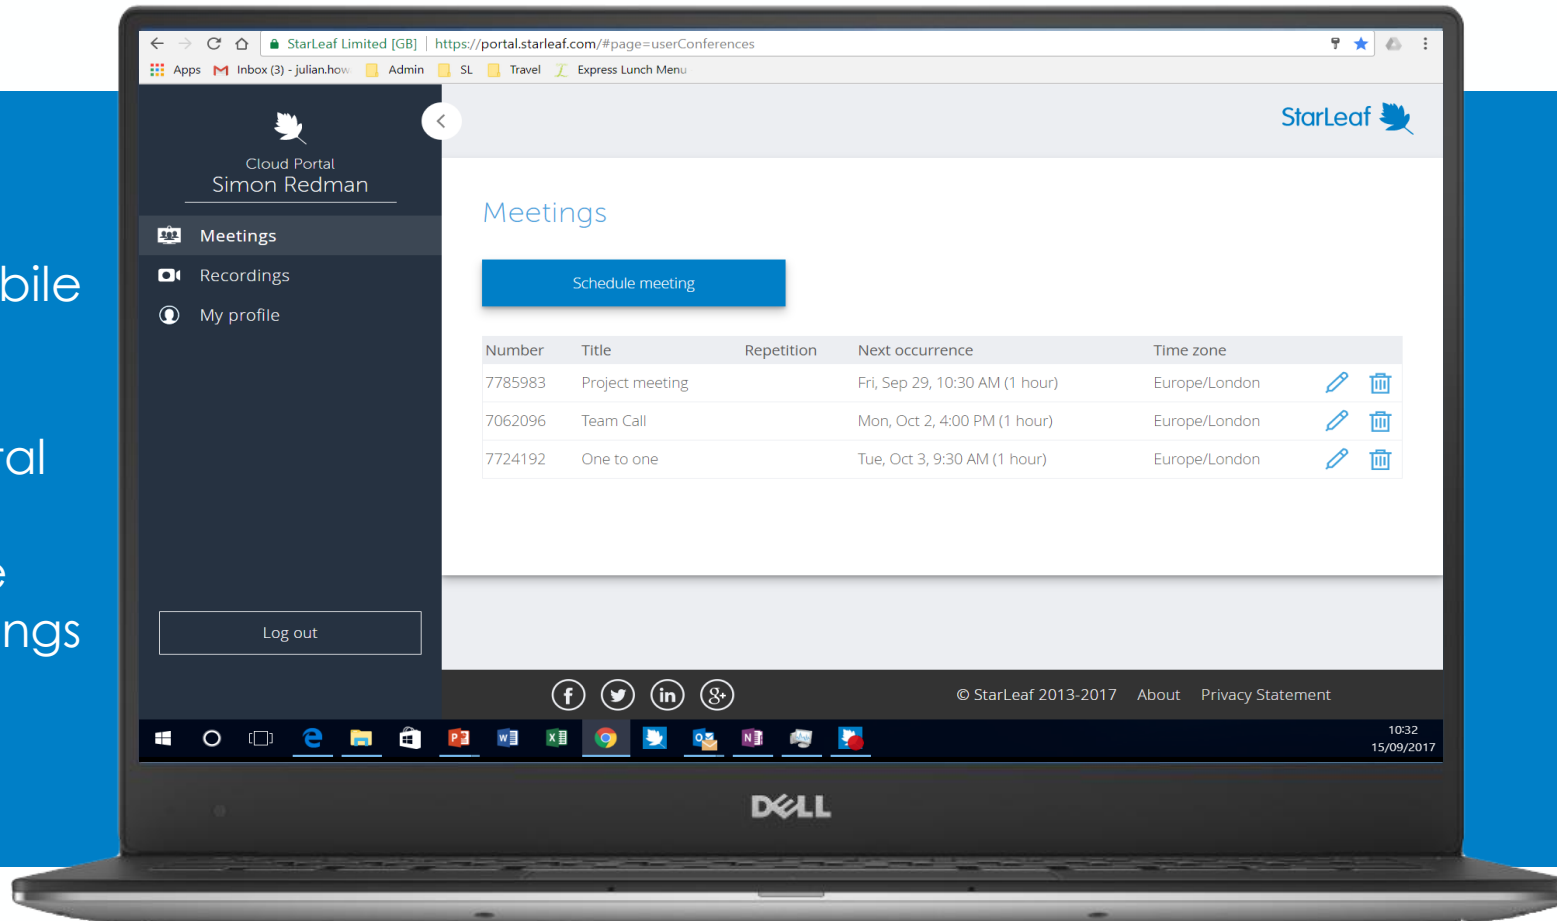 StarLeaf Limited [GB] | https://portal.starleaf.com/#page=userConferences
Apps Inbox (3) - julian.how Admin SL Travel Express Lunch Menu
StarLeaf
Cloud Portal
Simon Redman
Meetings
Recordings
My profile
Log out
Meetings
Schedule meeting
Number Title Repetition Next occurrence Time zone
7785983 Project meeting Fri, Sep 29, 10:30 AM (1 hour) Europe/London
7062096 Team Call Mon, Oct 2, 4:00 PM (1 hour) Europe/London
7724192 One to one Tue, Oct 3, 9:30 AM (1 hour) Europe/London
© StarLeaf 2013-2017 About Privacy Statement
10:32
15/09/2017
DELL